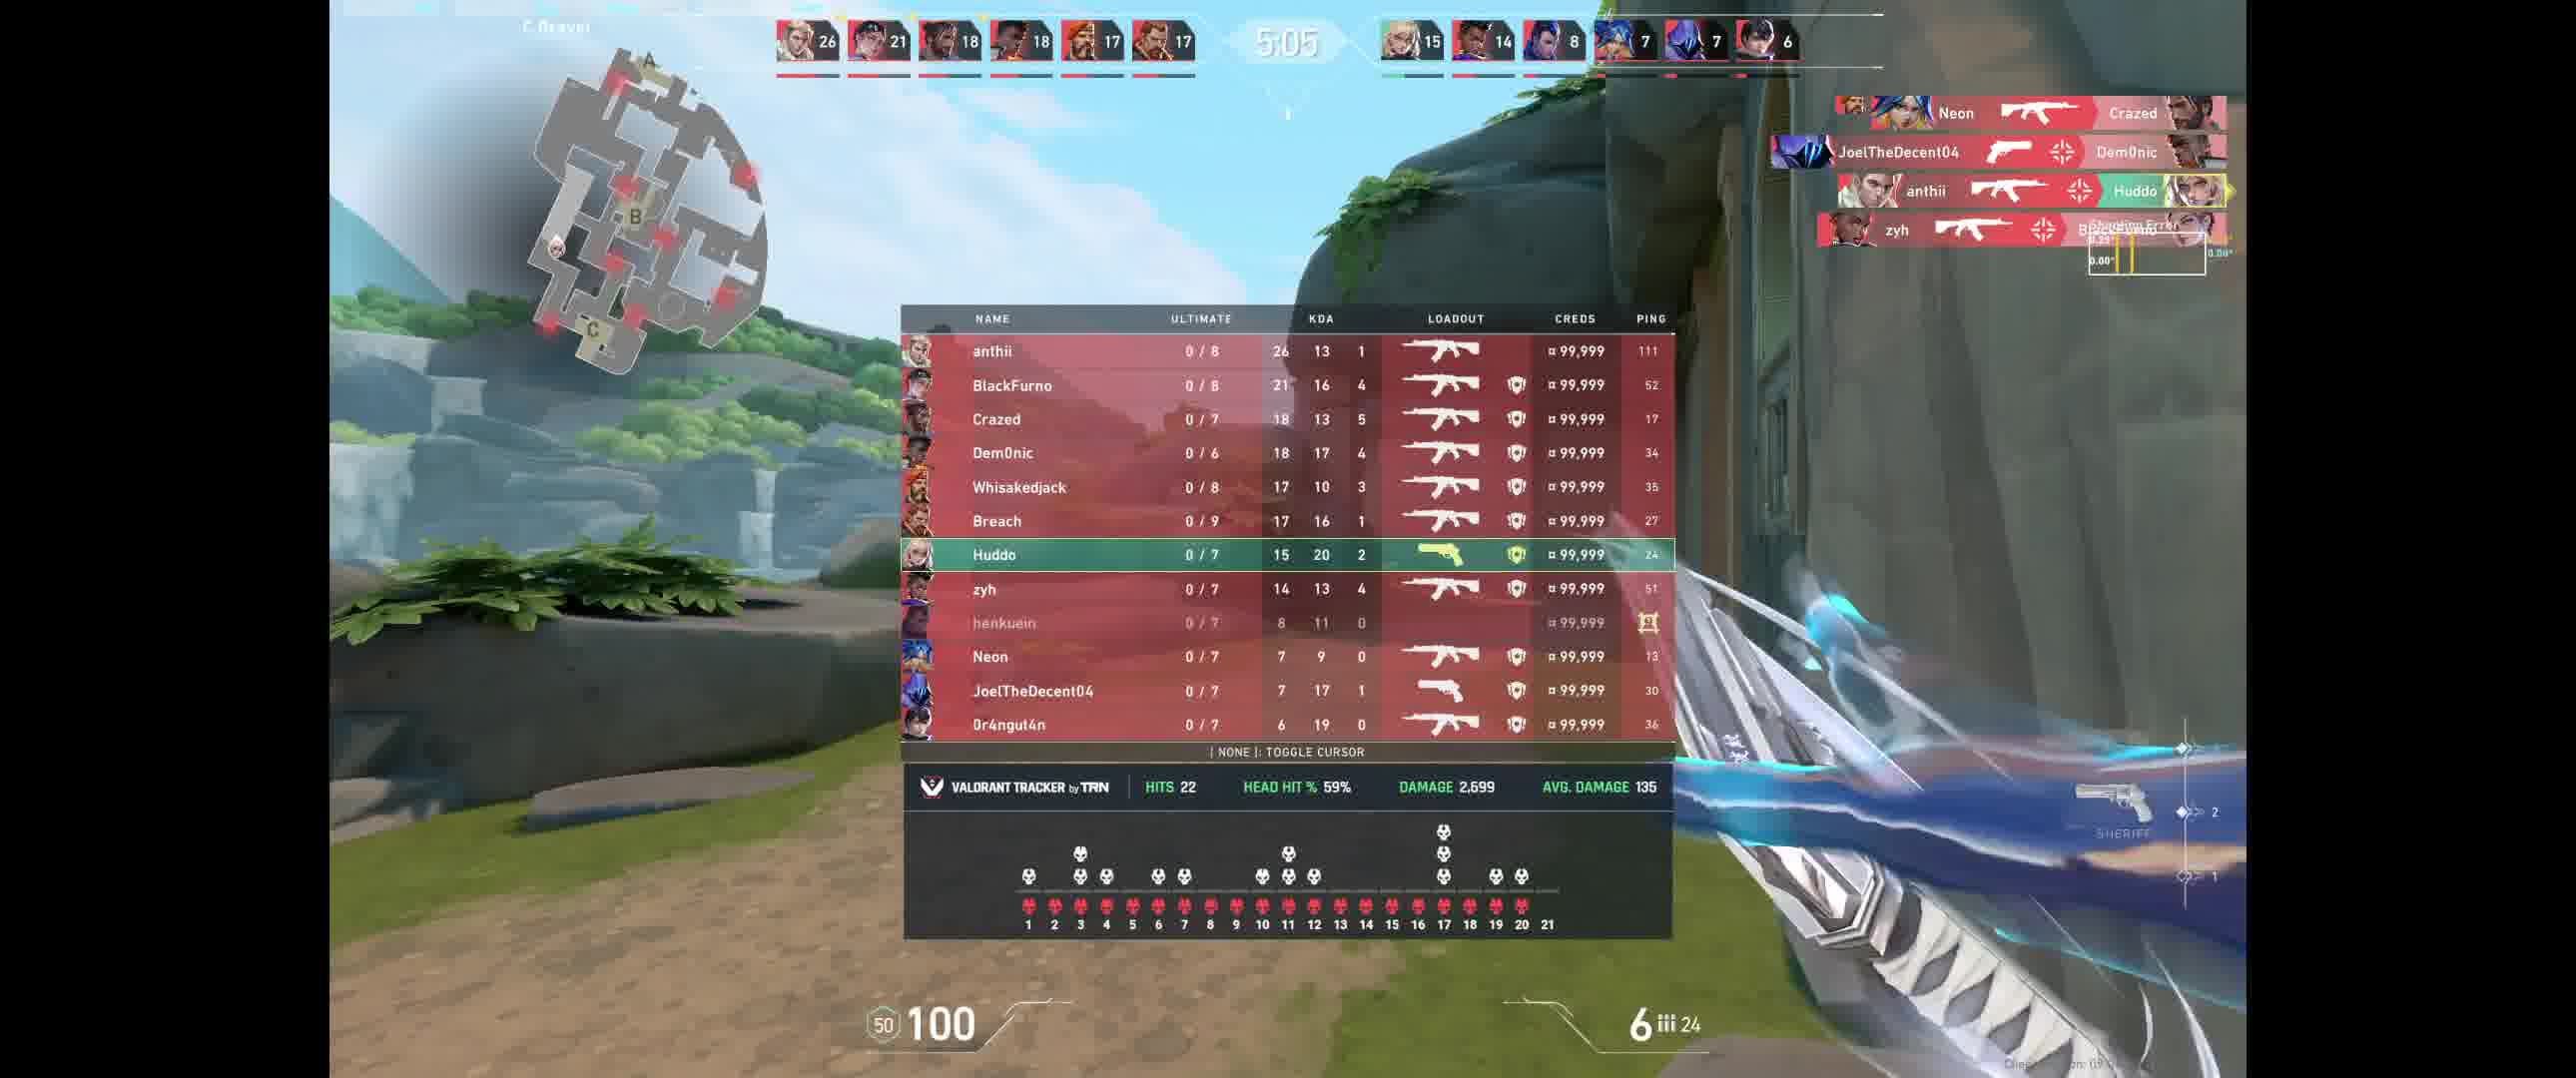 26 21 18 18 17 17 5:05 15 14 8 7 7 6
A
B
C
Neon Crazed
JoelTheDecent04 Dem0nic
anthii Huddo
zyh
0.00°
NAME ULTIMATE KDA LOADOUT CREDS PING
anthii 0 / 8 26 13 1 ¤ 99,999 111
BlackFurno 0 / 8 21 16 4 ¤ 99,999 52
Crazed 0 / 7 18 13 5 ¤ 99,999 17
Dem0nic 0 / 6 18 17 4 ¤ 99,999 34
Whisakedjack 0 / 8 17 10 3 ¤ 99,999 35
Breach 0 / 9 17 16 1 ¤ 99,999 27
Huddo 0 / 7 15 20 2 ¤ 99,999 24
zyh 0 / 7 14 13 4 ¤ 99,999 51
henkuein 0 / 7 8 11 0 ¤ 99,999
Neon 0 / 7 7 9 0 ¤ 99,999 13
JoelTheDecent04 0 / 7 7 17 1 ¤ 99,999 30
0r4ngut4n 0 / 7 6 19 0 ¤ 99,999 36
[ NONE ]: TOGGLE CURSOR
VALORANT TRACKER by TRN HITS 22 HEAD HIT % 59% DAMAGE 2,699 AVG. DAMAGE 135
1 2 3 4 5 6 7 8 9 10 11 12 13 14 15 16 17 18 19 20 21
2
SHERIFF
1
50 100
6 24